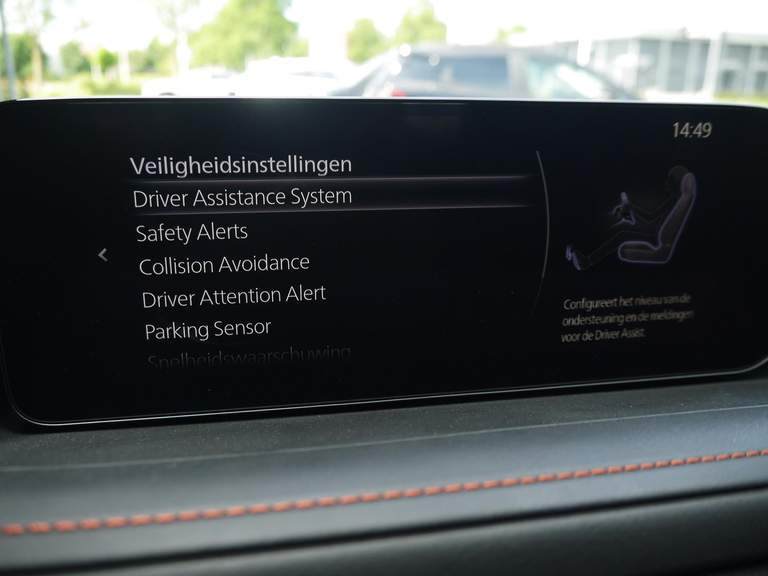 14:49
Veiligheidsinstellingen
Driver Assistance System
Safety Alerts
Collision Avoidance
Driver Attention Alert
Parking Sensor
Snelheidswaarschuwing
Configureert het niveau van de
ondersteuning en de meldingen
voor de Driver Assist.